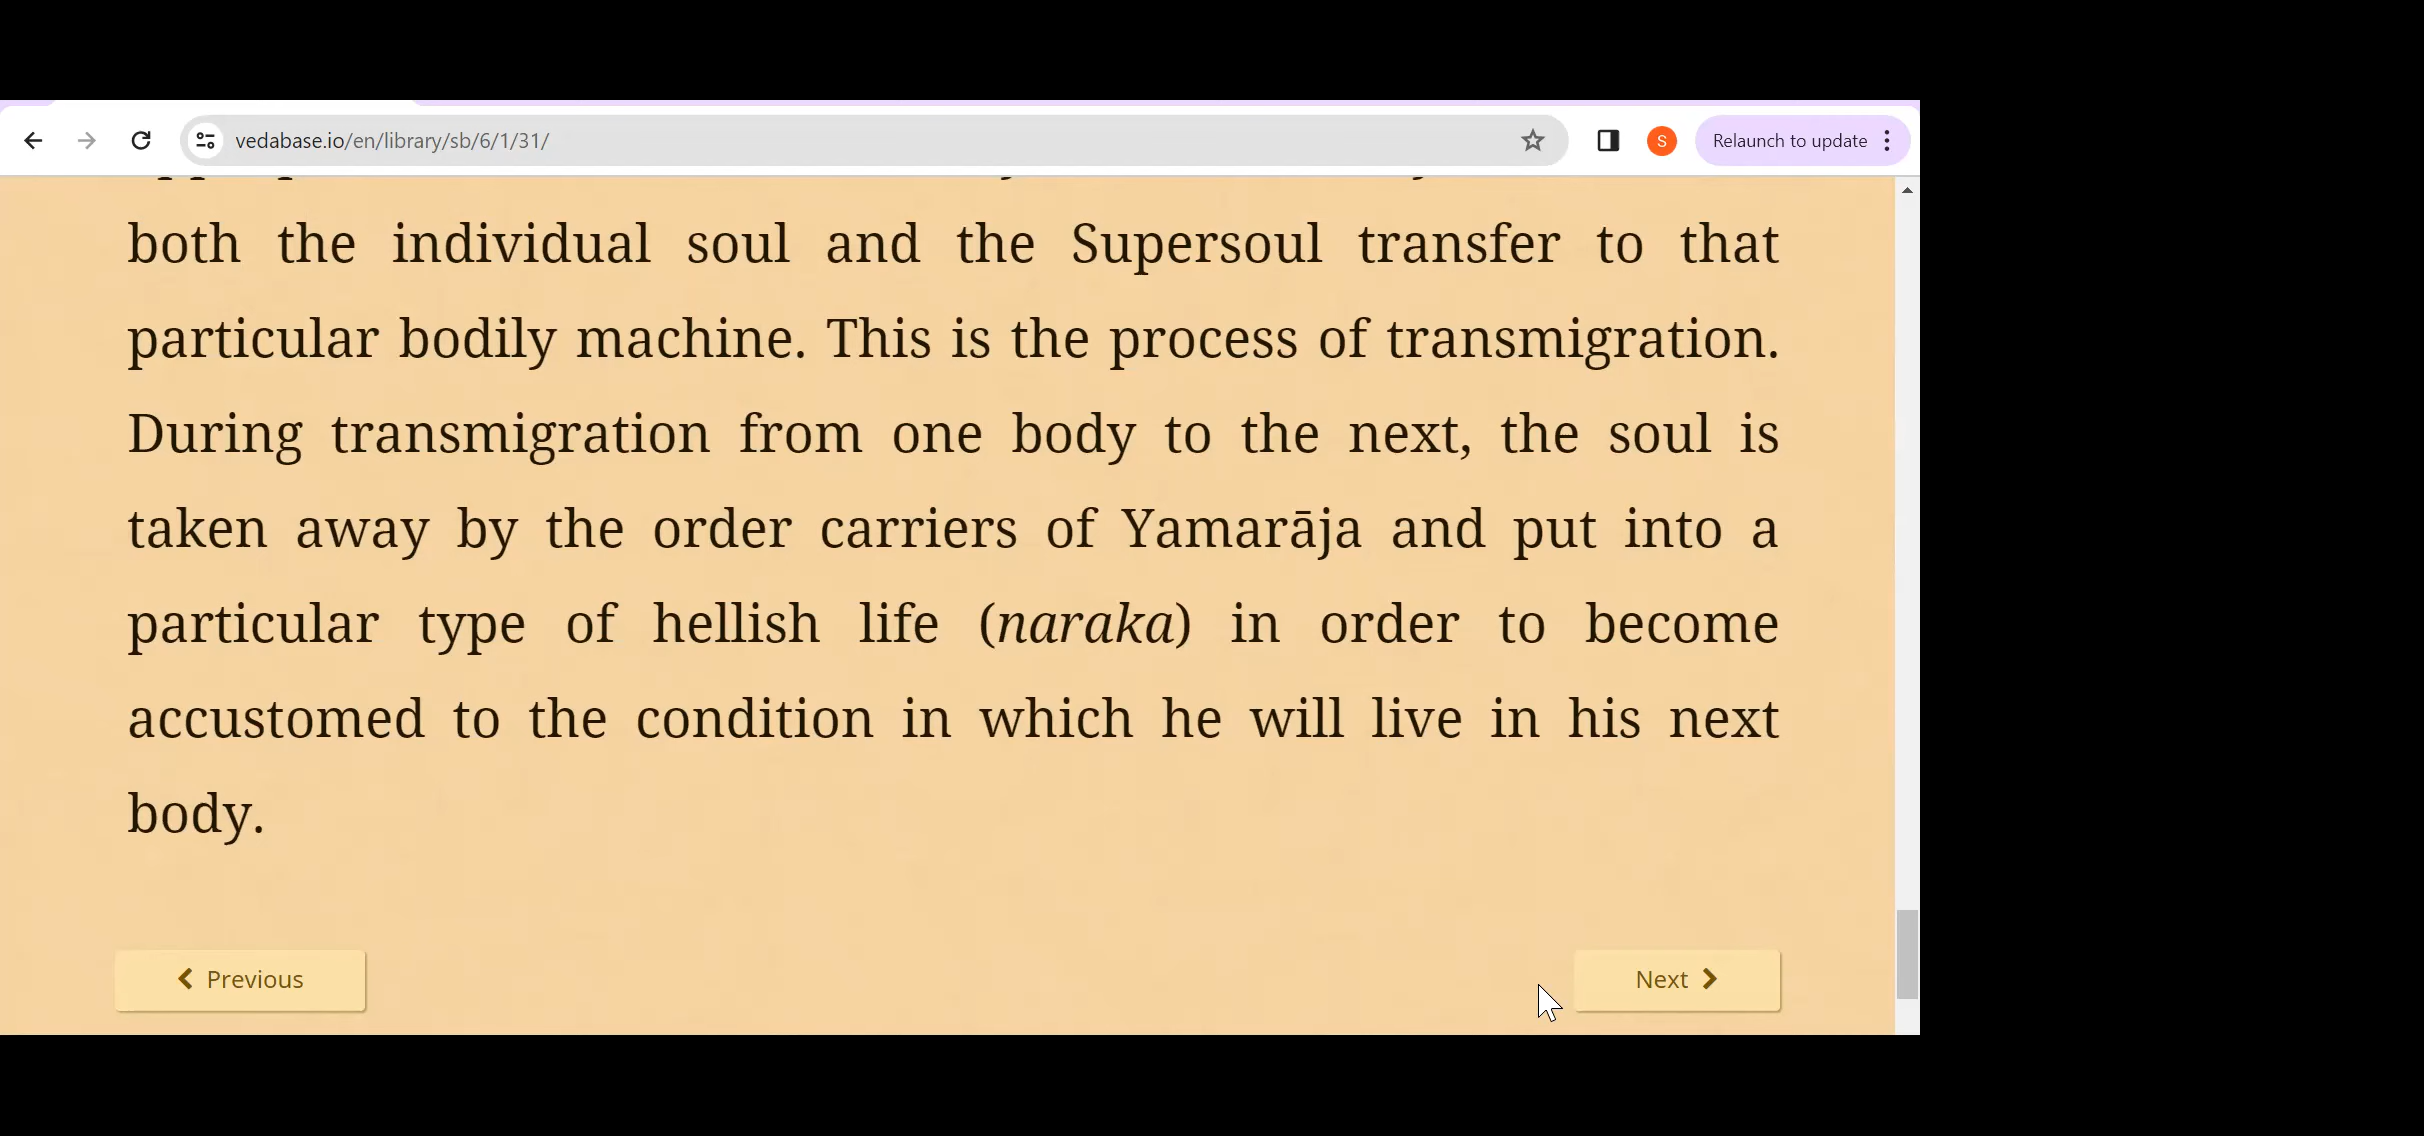 vedabase.io/en/library/sb/6/1/31/
S
Relaunch to update
both the individual soul and the Supersoul transfer to that
particular bodily machine. This is the process of transmigration.
During transmigration from one body to the next, the soul is
taken away by the order carriers of Yamarāja and put into a
particular type of hellish life (naraka) in order to become
accustomed to the condition in which he will live in his next
body.
Previous
Next